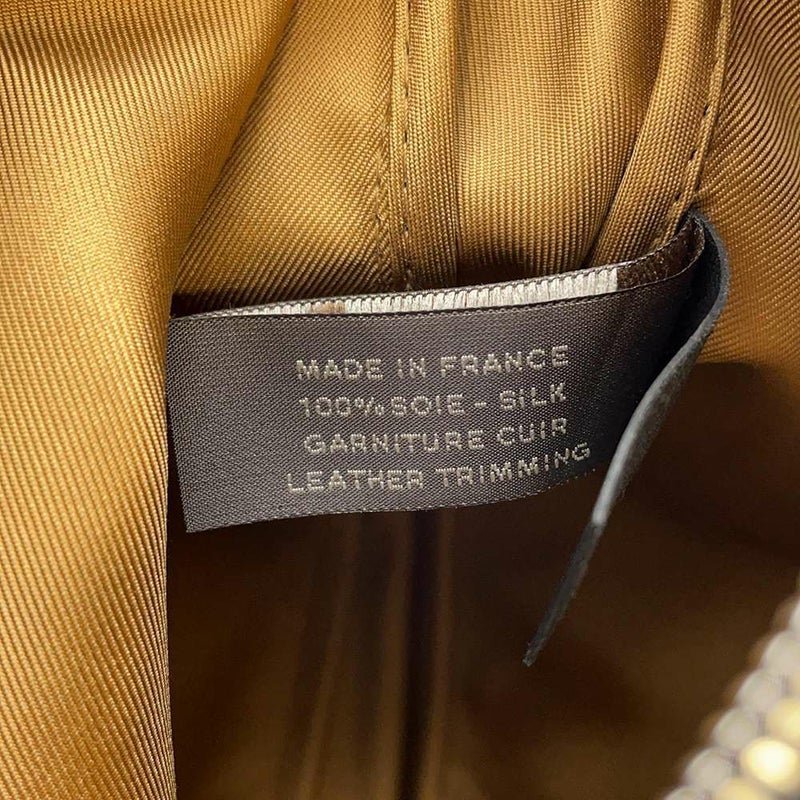 MADE IN FRANCE
100% SOIE - SILK
GARNITURE CUIR
LEATHER TRIMMING